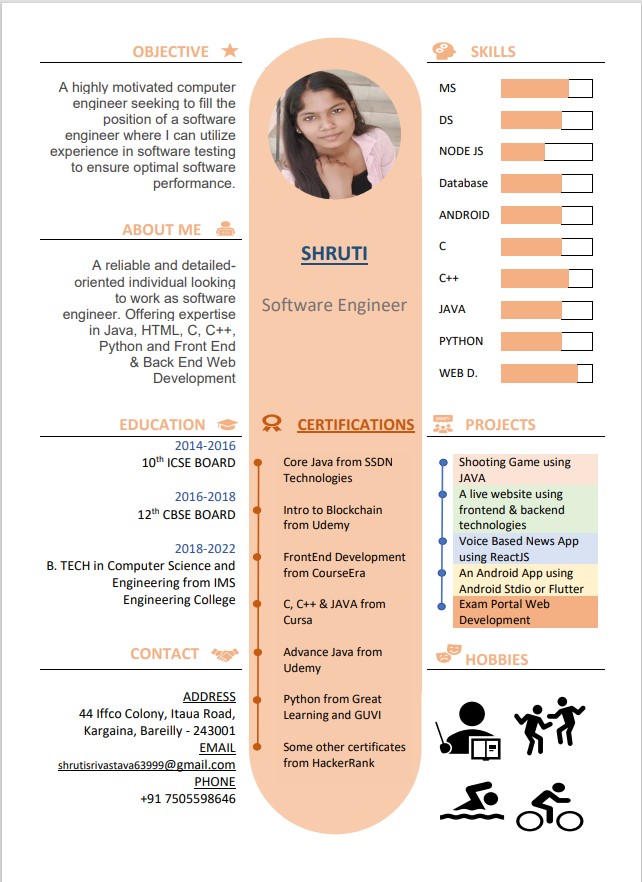 OBJECTIVE
A highly motivated computer
engineer seeking to fill the
position of a software
engineer where I can utilize
experience in software testing
to ensure optimal software
performance.
ABOUT ME
A reliable and detailed-
oriented individual looking
to work as software
engineer. Offering expertise
in Java, HTML, C, C++,
Python and Front End
& Back End Web
Development
EDUCATION
2014-2016
10th ICSE BOARD
2016-2018
12th CBSE BOARD
2018-2022
B. TECH in Computer Science and
Engineering from IMS
Engineering College
CONTACT
ADDRESS
44 Iffco Colony, Itaua Road,
Kargaina, Bareilly - 243001
EMAIL
shrutisrivastava63999@gmail.com
PHONE
+91 7505598646
SHRUTI
Software Engineer
CERTIFICATIONS
Core Java from SSDN
Technologies
Intro to Blockchain
from Udemy
FrontEnd Development
from CourseEra
C, C++ & JAVA from
Cursa
Advance Java from
Udemy
Python from Great
Learning and GUVI
Some other certificates
from HackerRank
SKILLS
MS
DS
NODE JS
Database
ANDROID
C
C++
JAVA
PYTHON
WEB D.
PROJECTS
Shooting Game using
JAVA
A live website using
frontend & backend
technologies
Voice Based News App
using ReactJS
An Android App using
Android Stdio or Flutter
Exam Portal Web
Development
HOBBIES